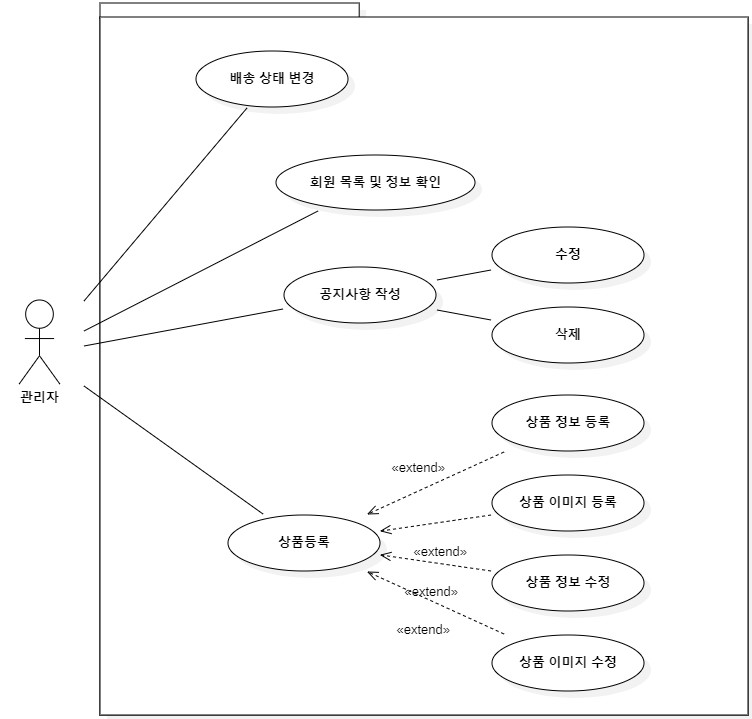 배송 상태 변경
회원 목록 및 정보 확인
수정
공지사항 작성
삭제
관리자
상품 정보 등록
«extend»
상품 이미지 등록
상품등록
«extend»
상품 정보 수정
«extend»
«extend»
상품 이미지 수정